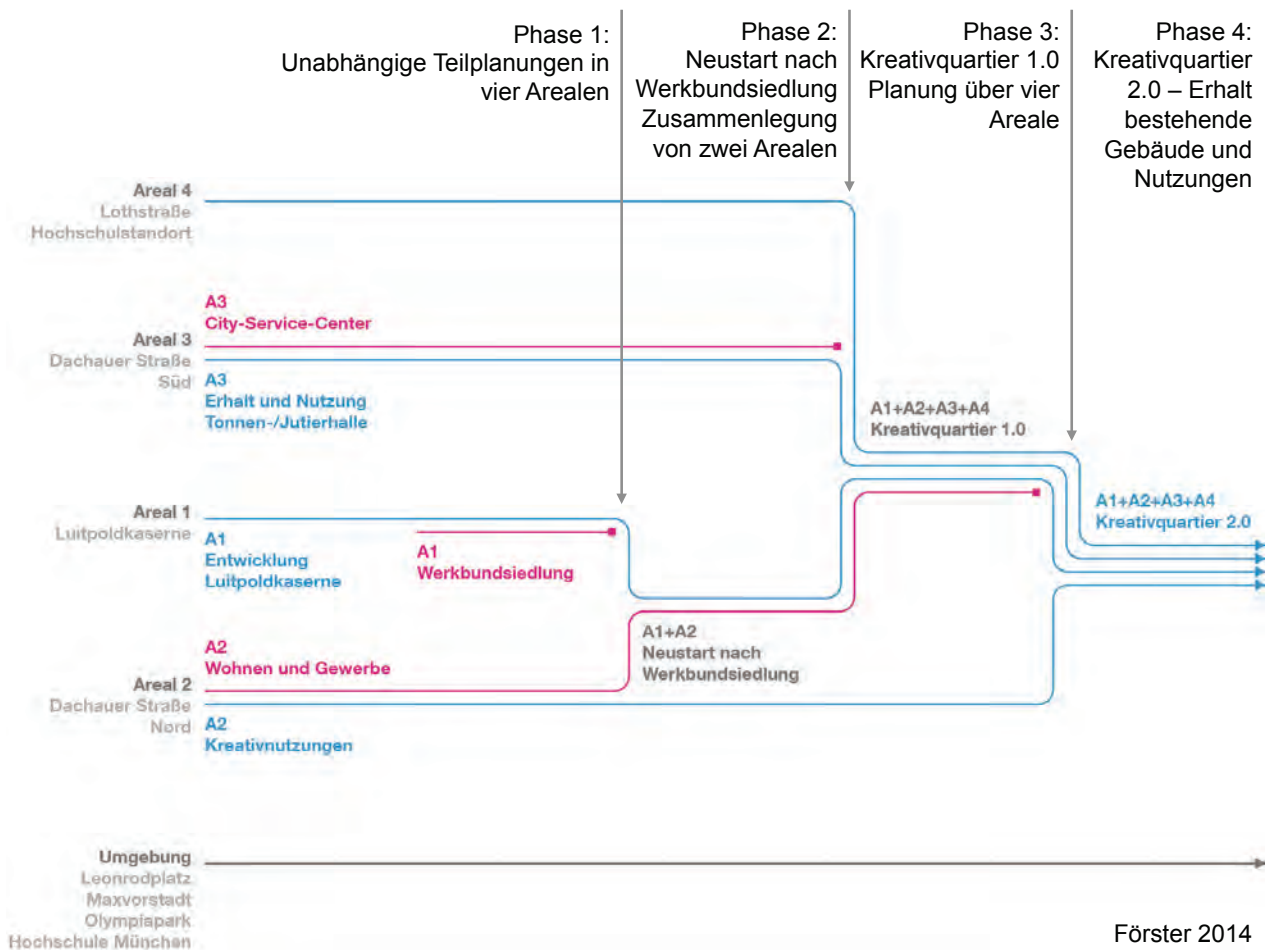 Phase 1:
Unabhängige Teilplanungen in
vier Arealen
Phase 2:
Neustart nach
Werkbundsiedlung
Zusammenlegung
von zwei Arealen
Phase 3:
Kreativquartier 1.0
Planung über vier
Areale
Phase 4:
Kreativquartier
2.0 – Erhalt
bestehende
Gebäude und
Nutzungen
Areal 4
Lothstraße
Hochschulstandort
A3
City-Service-Center
Areal 3
Dachauer Straße
Süd
A3
Erhalt und Nutzung
Tonnen-/Jutierhalle
A1+A2+A3+A4
Kreativquartier 1.0
A1+A2+A3+A4
Kreativquartier 2.0
Areal 1
Luitpoldkaserne
A1
Entwicklung
Luitpoldkaserne
A1
Werkbundsiedlung
A1+A2
Neustart nach
Werkbundsiedlung
A2
Wohnen und Gewerbe
Areal 2
Dachauer Straße
Nord
A2
Kreativnutzungen
Umgebung
Leonrodplatz
Maxvorstadt
Olympiapark
Hochschule München
Förster 2014